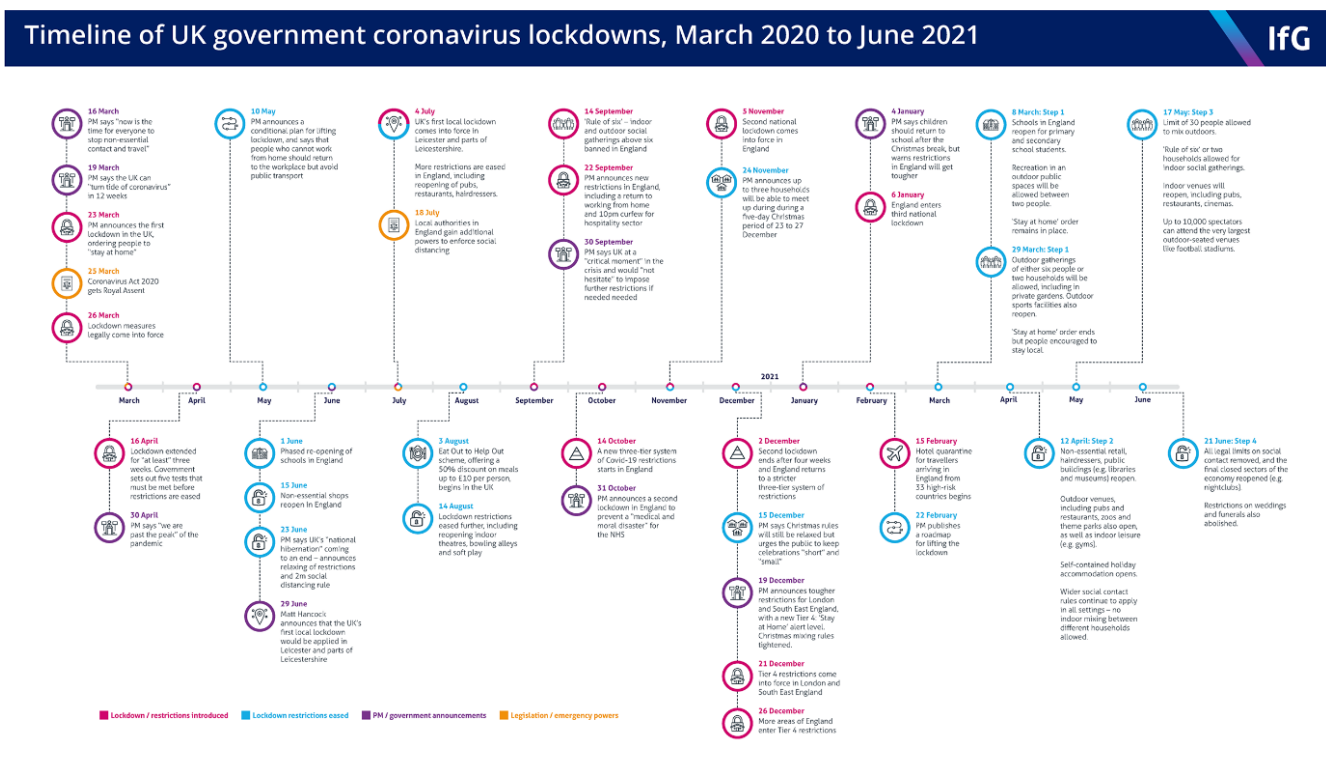 Timeline of UK government coronavirus lockdowns, March 2020 to June 2021
IfG
16 March
PM says "now is the
time for everyone to
stop non-essential
contact and travel"
19 March
PM says the UK can
"turn tide of coronavirus"
in 12 weeks
23 March
PM announces the first
lockdown in the UK,
ordering people to
"stay at home"
25 March
Coronavirus Act 2020
gets Royal Assent
26 March
Lockdown measures
legally come into force
10 May
PM announces a
conditional plan for lifting
lockdown, and says that
people who cannot work
from home should return
to the workplace but avoid
public transport
4 July
UK's first local lockdown
comes into force in
Leicester and parts of
Leicestershire.
More restrictions are eased
in England, including
reopening of pubs,
restaurants, hairdressers.
18 July
Local authorities in
England gain additional
powers to enforce social
distancing
14 September
'Rule of six' – indoor
and outdoor social
gatherings above six
banned in England
22 September
PM announces new
restrictions in England,
including a return to
working from home and
10pm curfew for
hospitality sector
30 September
PM says UK at a
"critical moment" in the
crisis and would "not
hesitate" to impose
further restrictions if
needed needed
5 November
Second national
lockdown comes
into force in
England
24 November
PM announces up
to three households
will be able to meet
up during during a
five-day Christmas
period of 23 to 27
December
4 January
PM says children
should return to
school after the
Christmas break, but
warns restrictions
in England will get
tougher
6 January
England enters
third national
lockdown
8 March: Step 1
Schools in England
reopen for primary
and secondary
school students.
Recreation in an
outdoor public
spaces will be
allowed between
two people.
'Stay at home' order
remains in place.
29 March: Step 1
Outdoor gatherings
of either six people or
two households will be
allowed, including in
private gardens. Outdoor
sports facilities also
reopen.
'Stay at home' order ends
but people encouraged to
stay local.
17 May: Step 3
Limit of 30 people allowed
to mix outdoors.
'Rule of six' or two
households allowed for
indoor social gatherings.
Indoor venues will
reopen, including pubs,
restaurants, cinemas.
Up to 10,000 spectators
can attend the very largest
outdoor-seated venues
like football stadiums.
2021
March April May June July August September October November December January February March April May June
16 April
Lockdown extended
for "at least" three
weeks. Government
sets out five tests that
must be met before
restrictions are eased
30 April
PM says "we are
past the peak" of the
pandemic
1 June
Phased re-opening of
schools in England
15 June
Non-essential shops
reopen in England
23 June
PM says UK's "national
hibernation" coming
to an end – announces
relaxing of restrictions
and 2m social
distancing rule
29 June
Matt Hancock
announces that the UK's
first local lockdown
would be applied in
Leicester and parts of
Leicestershire
3 August
Eat Out to Help Out
scheme, offering a
50% discount on meals
up to £10 per person,
begins in the UK
14 August
Lockdown restrictions
eased further, including
reopening indoor
theatres, bowling alleys
and soft play
14 October
A new three-tier system
of Covid-19 restrictions
starts in England
31 October
PM announces a second
lockdown in England to
prevent a "medical and
moral disaster" for
the NHS
2 December
Second lockdown
ends after four weeks
and England returns
to a stricter
three-tier system of
restrictions
15 December
PM says Christmas rules
will still be relaxed but
urges the public to keep
celebrations "short" and
"small"
19 December
PM announces tougher
restrictions for London
and South East England,
with a new Tier 4: 'Stay
at Home' alert level.
Christmas mixing rules
tightened.
21 December
Tier 4 restrictions come
into force in London and
South East England
26 December
More areas of England
enter Tier 4 restrictions
15 February
Hotel quarantine
for travellers
arriving in
England from
33 high-risk
countries begins
22 February
PM publishes
a roadmap
for lifting the
lockdown
12 April: Step 2
Non-essential retail,
hairdressers, public
buildings (e.g. libraries
and museums) reopen.
Outdoor venues,
including pubs and
restaurants, zoos and
theme parks also open,
as well as indoor leisure
(e.g. gyms).
Self-contained holiday
accommodation opens.
Wider social contact
rules continue to apply
in all settings – no
indoor mixing between
different households
allowed.
21 June: Step 4
All legal limits on social
contact removed, and the
final closed sectors of the
economy reopened (e.g.
nightclubs).
Restrictions on weddings
and funerals also
abolished.
Lockdown / restrictions introduced
Lockdown restrictions eased
PM / government announcements
Legislation / emergency powers